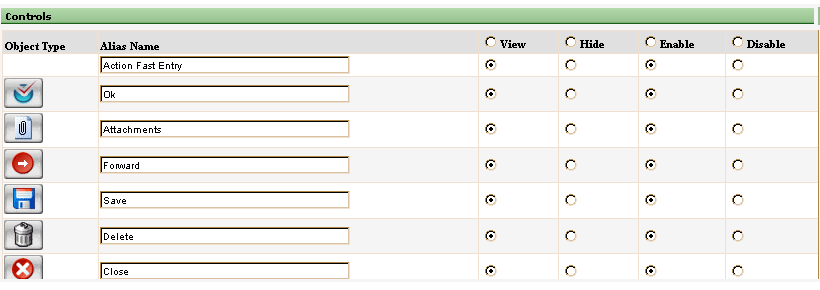 Controls
Object Type Alias Name View Hide Enable Disable
Action Fast Entry
Ok
Attachments
Forward
Save
Delete
Close